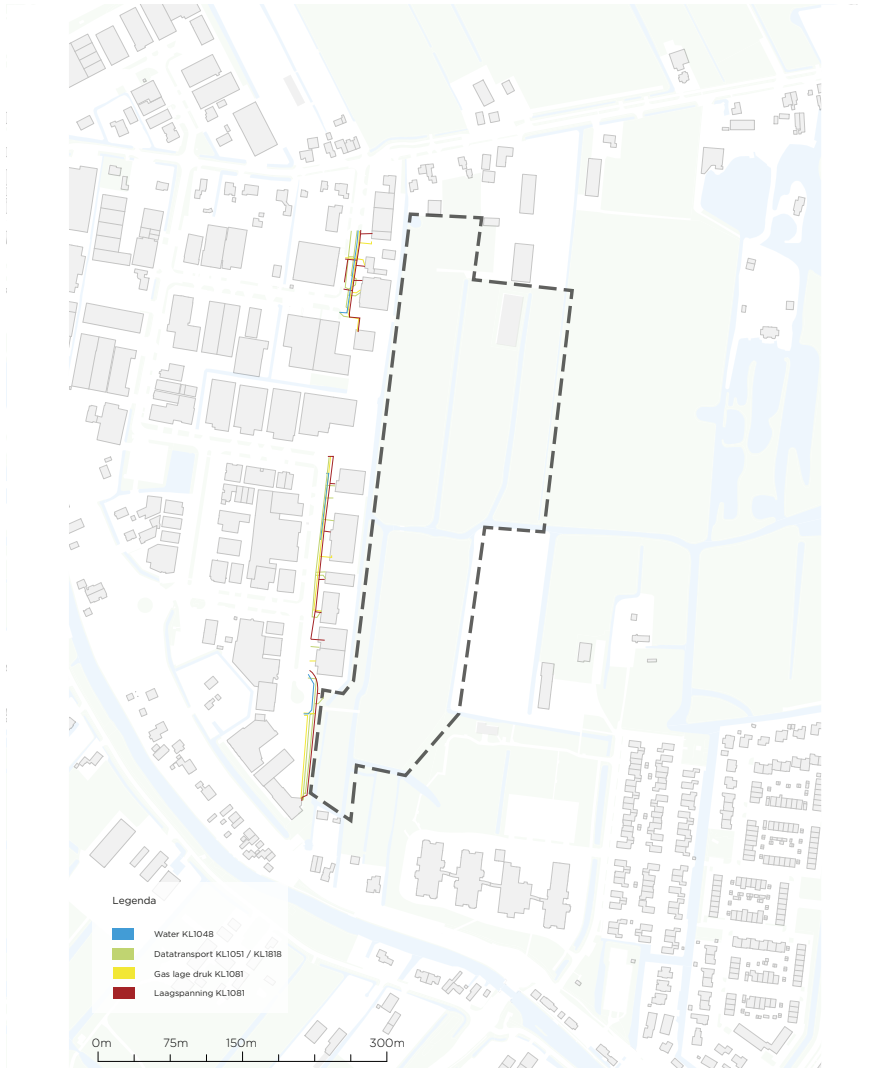 Legenda
Water KL1048
Datatransport KL1051 / KL1818
Gas lage druk KL1081
Laagspanning KL1081
0m 75m 150m 300m